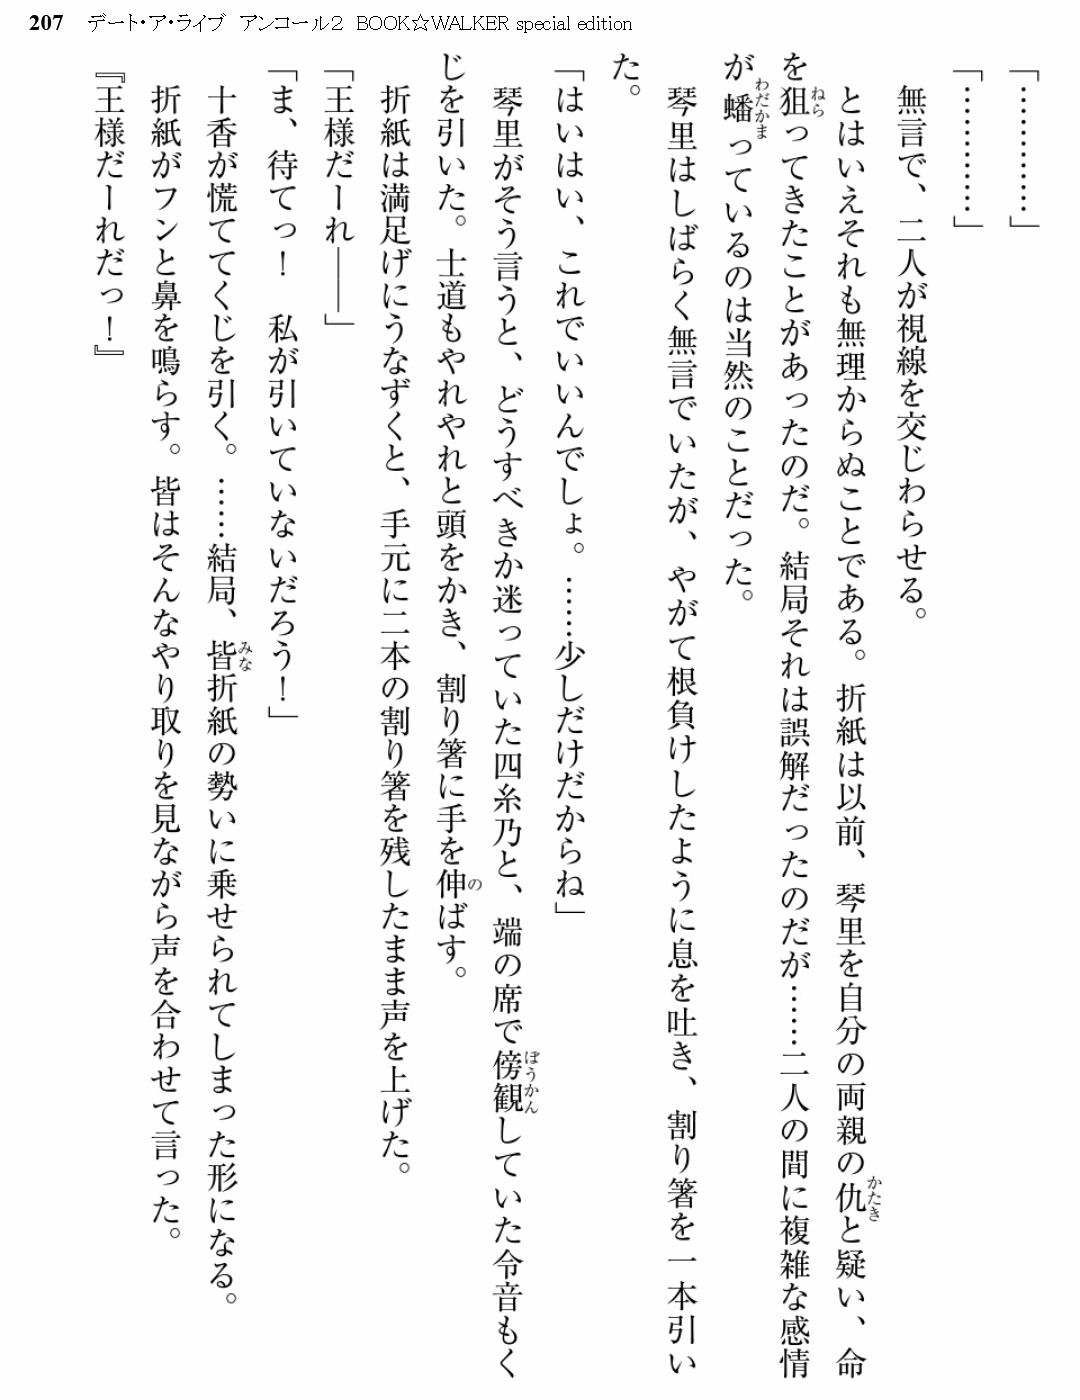 207 デート・ア・ライブ アンコール2 BOOK☆WALKER special edition
「…………」
「…………」
無言で、二人が視線を交じわらせる。
とはいえそれも無理からぬことである。折紙は以前、琴里を自分の両親の仇と疑い、命
を狙ってきたことがあったのだ。結局それは誤解だったのだが……二人の間に複雑な感情
が蟠っているのは当然のことだった。
琴里はしばらく無言でいたが、やがて根負けしたように息を吐き、割り箸を一本引い
た。
「はいはい、これでいいんでしょ。……少しだけだからね」
琴里がそう言うと、どうすべきか迷っていた四糸乃と、端の席で傍観していた令音もく
じを引いた。士道もやれやれと頭をかき、割り箸に手を伸ばす。
折紙は満足げにうなずくと、手元に二本の割り箸を残したまま声を上げた。
「王様だーれ――」
「ま、待てっ！　私が引いていないだろう！」
十香が慌ててくじを引く。……結局、皆折紙の勢いに乗せられてしまった形になる。
折紙がフンと鼻を鳴らす。皆はそんなやり取りを見ながら声を合わせて言った。
『王様だーれだっ！』